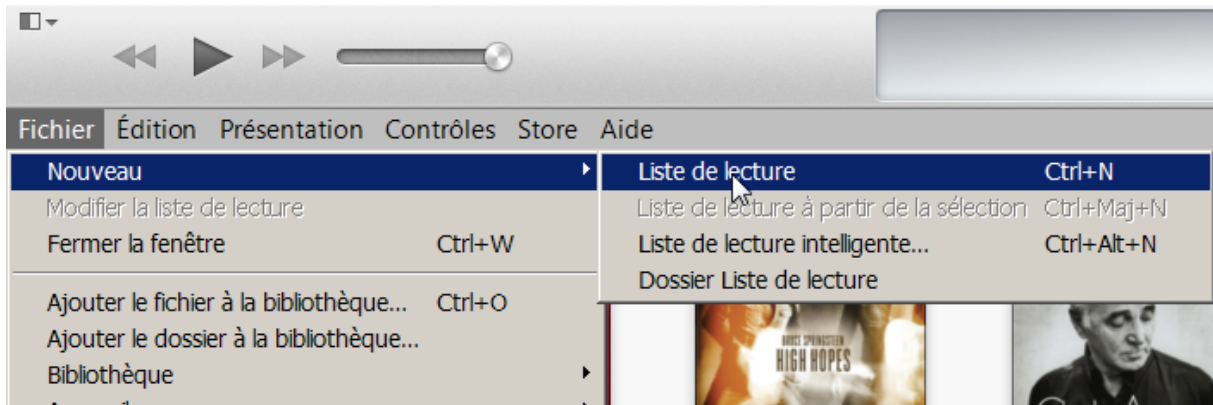 Fichier Édition Présentation Contrôles Store Aide
Nouveau
Modifier la liste de lecture
Fermer la fenêtre Ctrl+W
Ajouter le fichier à la bibliothèque... Ctrl+O
Ajouter le dossier à la bibliothèque...
Bibliothèque
Liste de lecture Ctrl+N
Liste de lecture à partir de la sélection Ctrl+Maj+N
Liste de lecture intelligente... Ctrl+Alt+N
Dossier Liste de lecture
BRUCE SPRINGSTEEN
HIGH HOPES